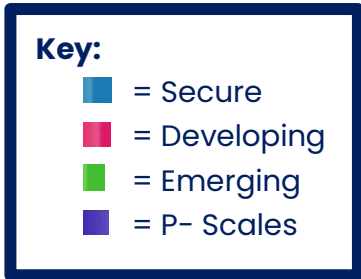 Key:
= Secure
= Developing
= Emerging
= P- Scales